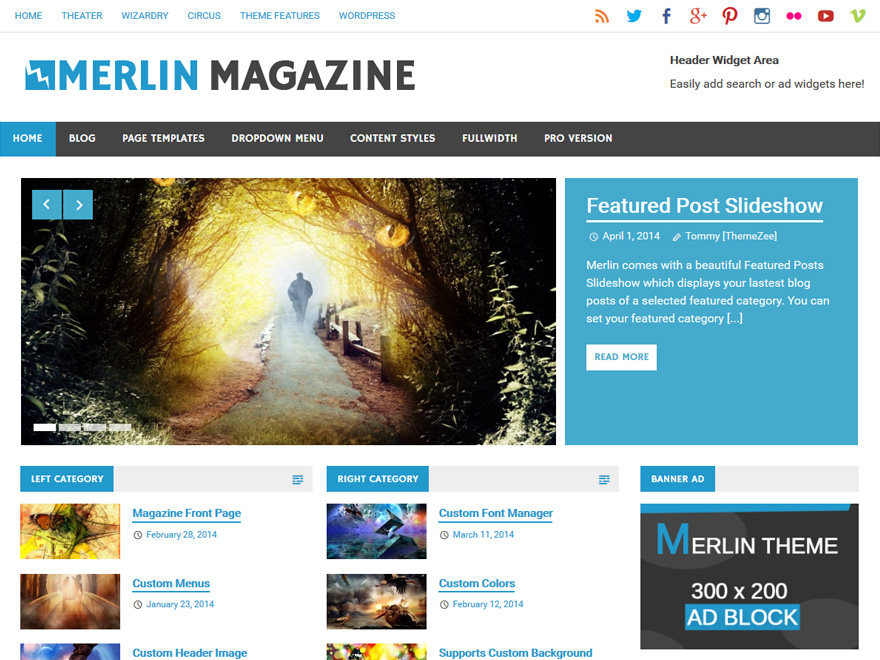 HOME THEATER WIZARDRY CIRCUS THEME FEATURES WORDPRESS
MERLIN MAGAZINE
Header Widget Area
Easily add search or ad widgets here!
HOME BLOG PAGE TEMPLATES DROPDOWN MENU CONTENT STYLES FULLWIDTH PRO VERSION
Featured Post Slideshow
April 1, 2014 Tommy [ThemeZee]
Merlin comes with a beautiful Featured Posts
Slideshow which displays your lastest blog
posts of a selected featured category. You can
set your featured category [...]
READ MORE
LEFT CATEGORY
Magazine Front Page
February 28, 2014
Custom Menus
January 23, 2014
Custom Header Image
RIGHT CATEGORY
Custom Font Manager
March 11, 2014
Custom Colors
February 12, 2014
Supports Custom Background
BANNER AD
MERLIN THEME
300 x 200
AD BLOCK